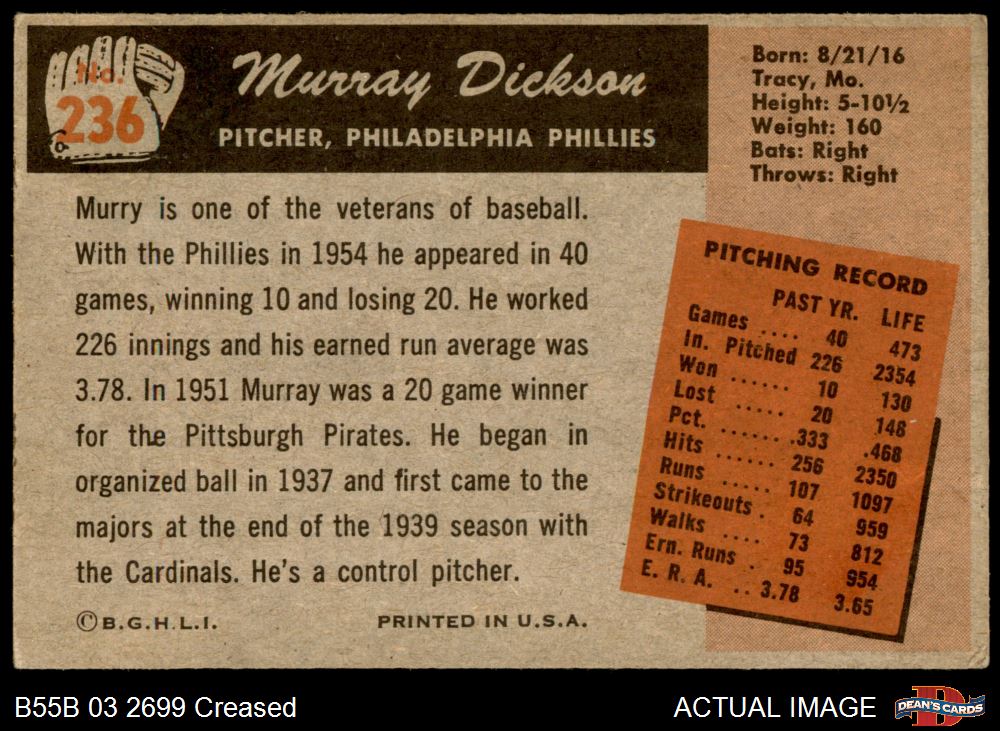 No.
236
Murray Dickson
PITCHER, PHILADELPHIA PHILLIES
Born: 8/21/16
Tracy, Mo.
Height: 5-10½
Weight: 160
Bats: Right
Throws: Right
Murry is one of the veterans of baseball.
With the Phillies in 1954 he appeared in 40
games, winning 10 and losing 20. He worked
226 innings and his earned run average was
3.78. In 1951 Murray was a 20 game winner
for the Pittsburgh Pirates. He began in
organized ball in 1937 and first came to the
majors at the end of the 1939 season with
the Cardinals. He's a control pitcher.
©B.G.H.L.I. PRINTED IN U.S.A.
PITCHING RECORD
PAST YR. LIFE
Games .... 40 473
In. Pitched 226 2354
Won ...... 10 130
Lost ..... 20 148
Pct. ...... .333 .468
Hits ...... 256 2350
Runs ..... 107 1097
Strikeouts . 64 959
Walks .... 73 812
Ern. Runs . 95 954
E. R. A. .. 3.78 3.65
B55B 03 2699 Creased
ACTUAL IMAGE
D
DEAN'S CARDS